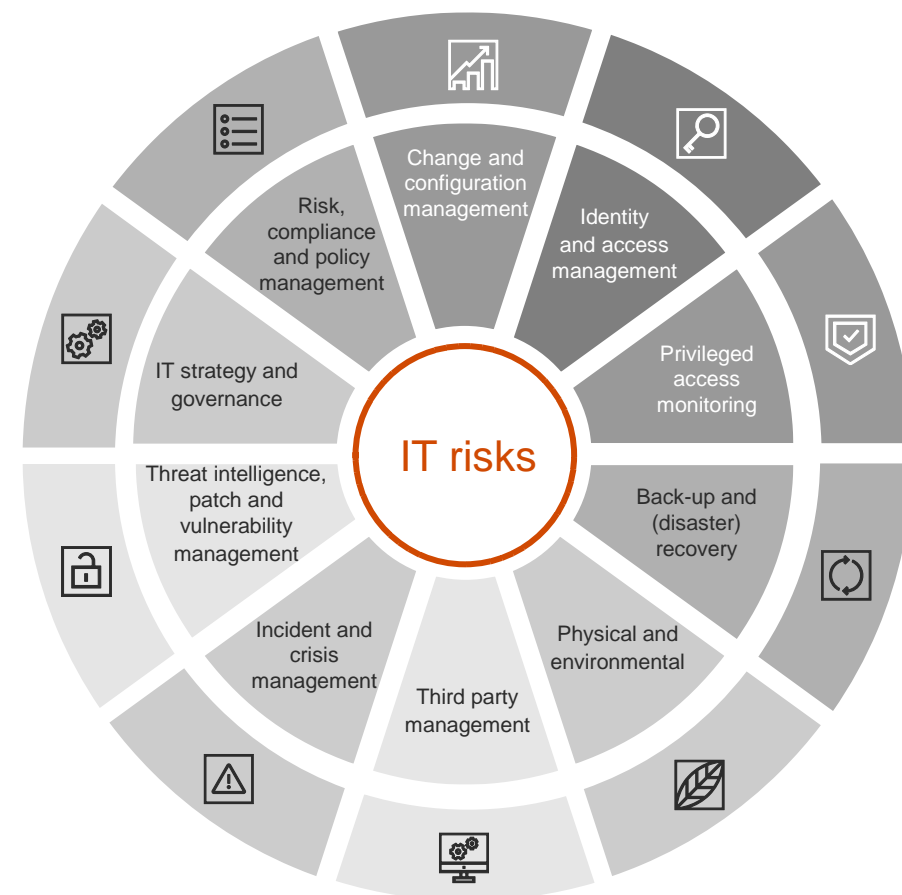 Change and
configuration
management
Identity
and access
management
Privileged
access
monitoring
Back-up and
(disaster)
recovery
Physical and
environmental
Third party
management
Incident and
crisis
management
Threat intelligence,
patch and
vulnerability
management
IT strategy and
governance
Risk,
compliance
and policy
management
IT risks